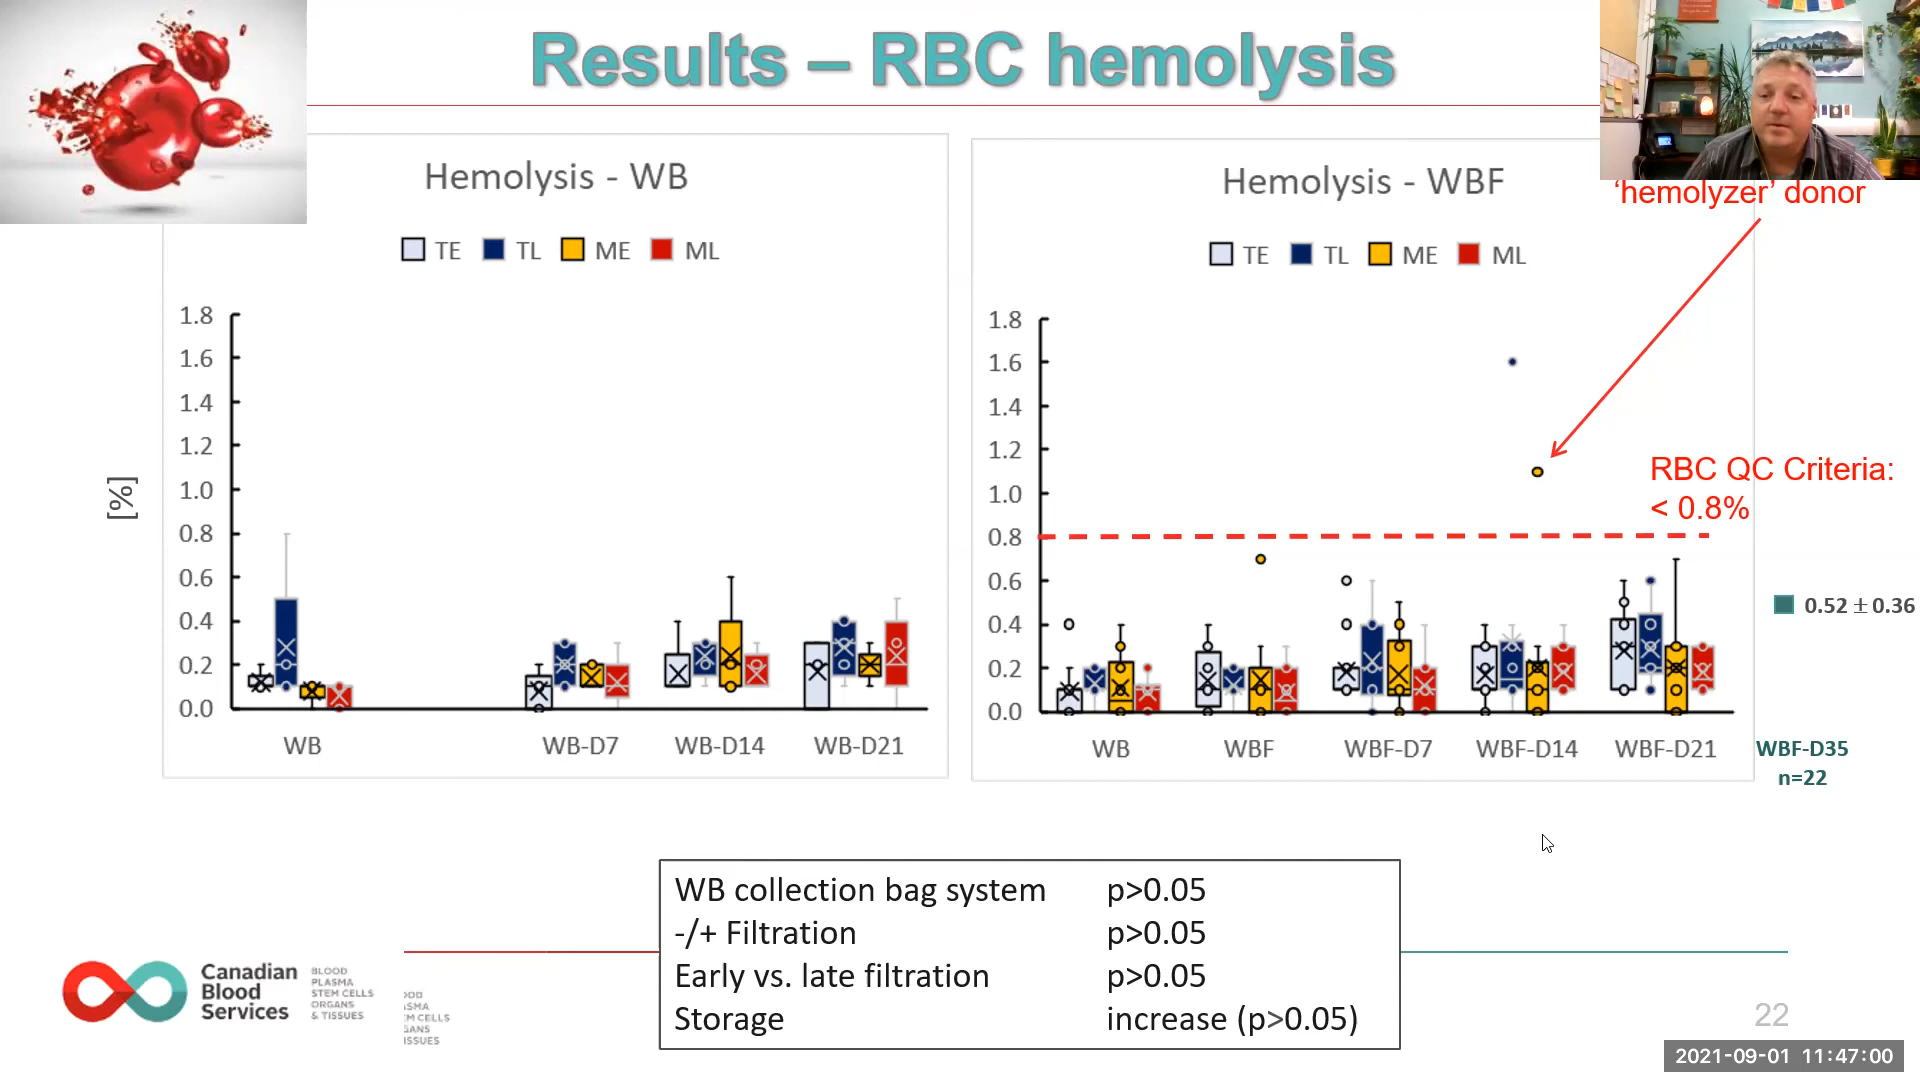 Results – RBC hemolysis
Hemolysis - WB
TE TL ME ML
1.8
1.6
1.4
1.2
1.0
0.8
0.6
0.4
0.2
0.0
[%]
WB WB-D7 WB-D14 WB-D21
Hemolysis - WBF
TE TL ME ML
1.8
1.6
1.4
1.2
1.0
0.8
0.6
0.4
0.2
0.0
WB WBF WBF-D7 WBF-D14 WBF-D21
‘hemolyzer’ donor
RBC QC Criteria:
< 0.8%
0.52 ± 0.36
WBF-D35
n=22
WB collection bag system p>0.05
-/+ Filtration p>0.05
Early vs. late filtration p>0.05
Storage increase (p>0.05)
Canadian
Blood
Services
BLOOD
PLASMA
STEM CELLS
ORGANS
& TISSUES
22
2021-09-01 11:47:00